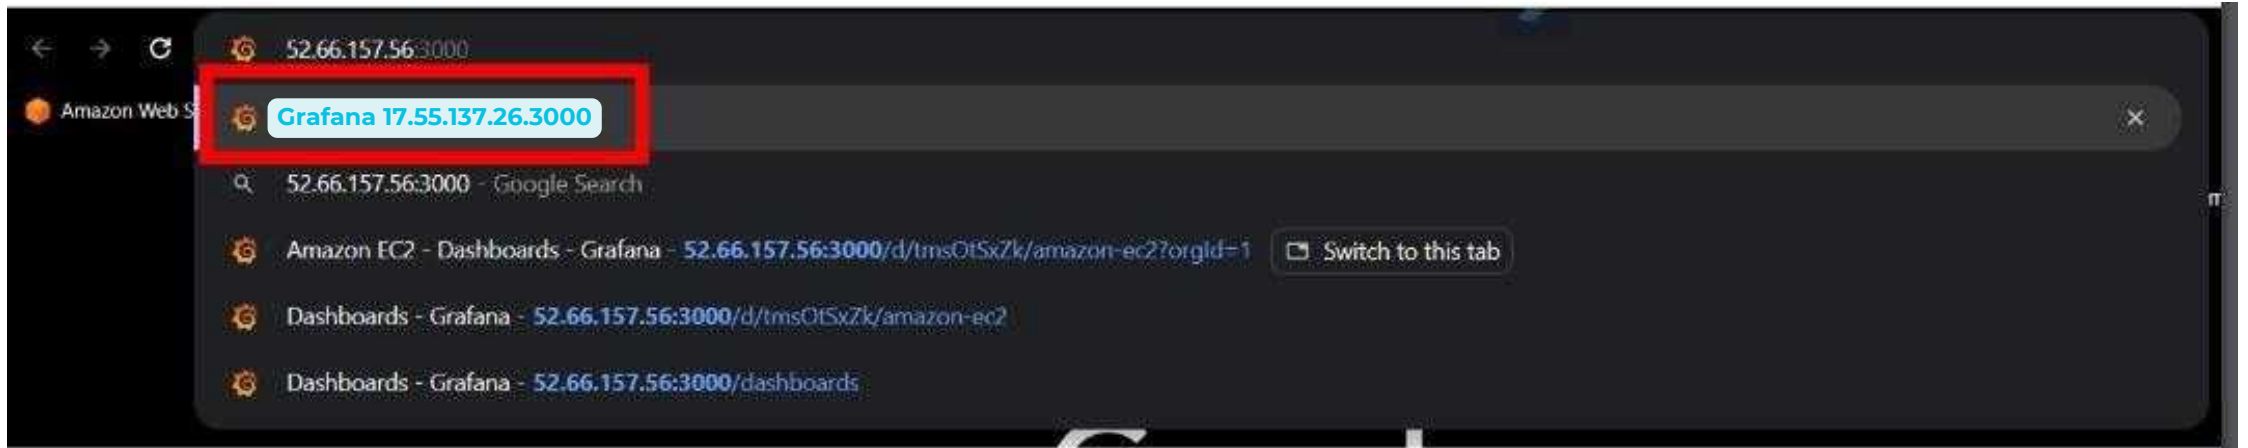 52.66.157.56:3000
Amazon Web S
Grafana 17.55.137.26.3000
52.66.157.56:3000 - Google Search
Amazon EC2 - Dashboards - Grafana - 52.66.157.56:3000/d/tmsOtSxZk/amazon-ec2?orgId=1 Switch to this tab
Dashboards - Grafana - 52.66.157.56:3000/d/tmsOtSxZk/amazon-ec2
Dashboards - Grafana - 52.66.157.56:3000/dashboards